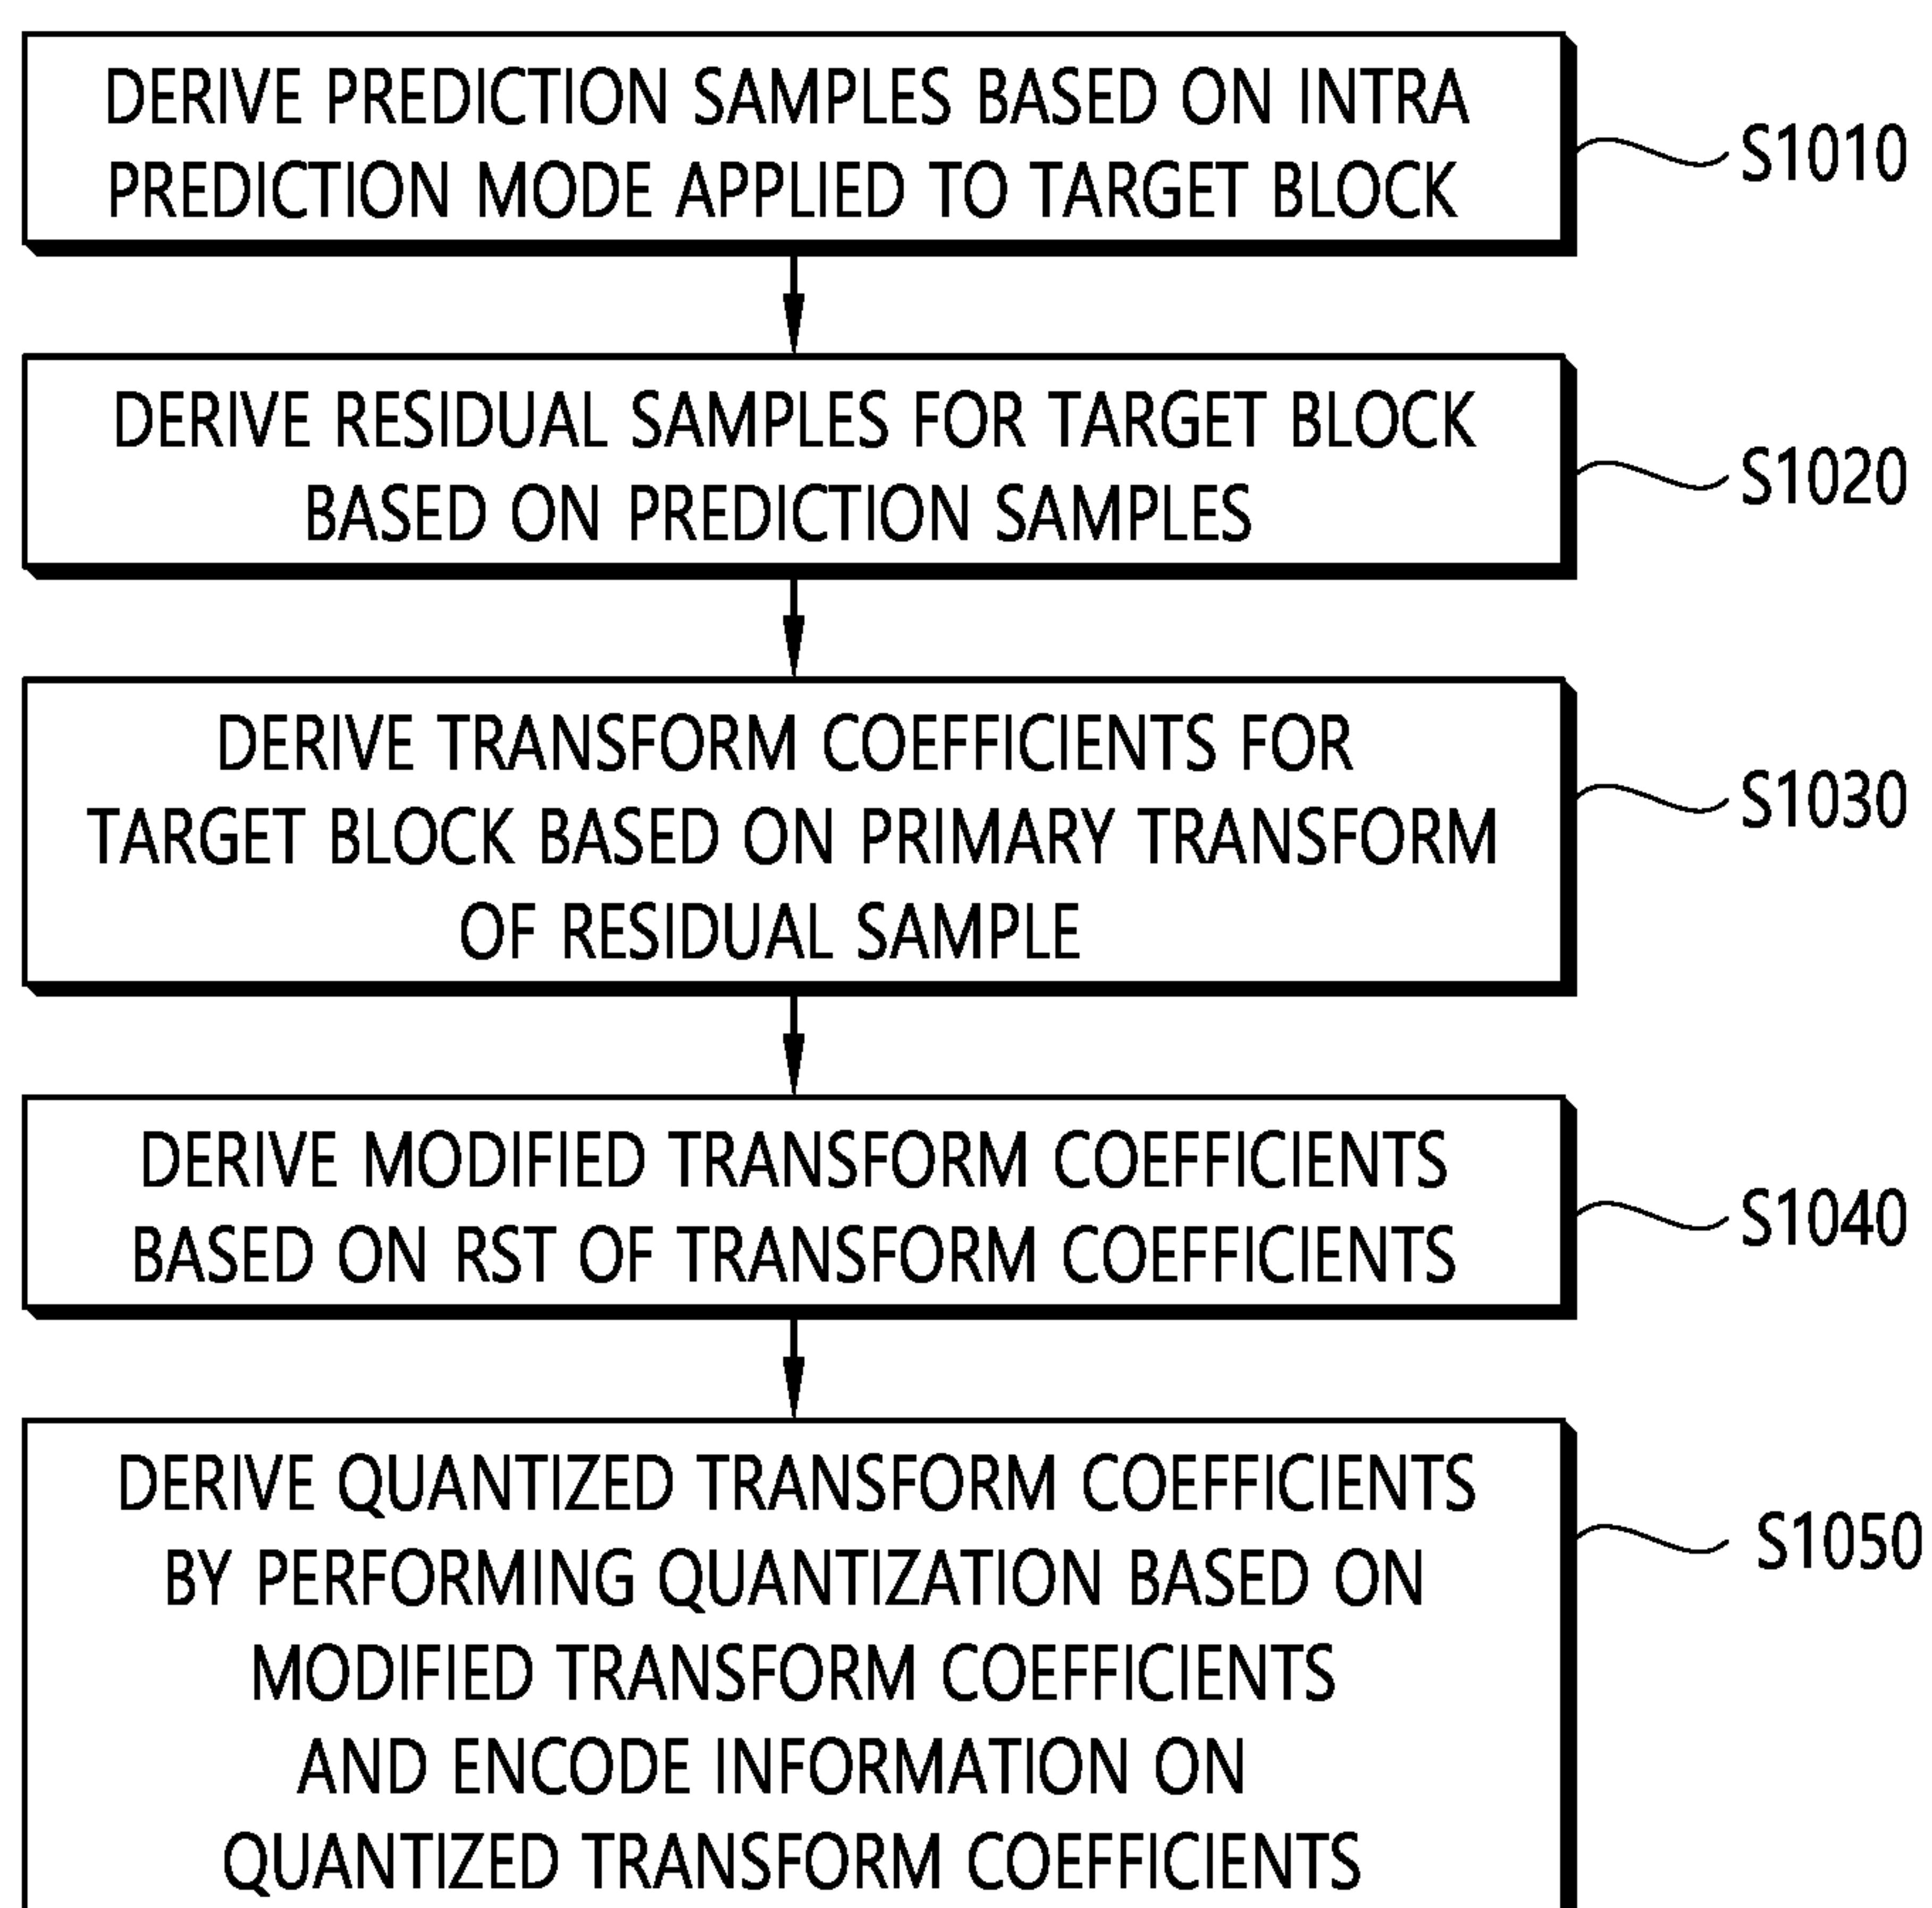 DERIVE PREDICTION SAMPLES BASED ON INTRA
PREDICTION MODE APPLIED TO TARGET BLOCK
S1010
DERIVE RESIDUAL SAMPLES FOR TARGET BLOCK
BASED ON PREDICTION SAMPLES
S1020
DERIVE TRANSFORM COEFFICIENTS FOR
TARGET BLOCK BASED ON PRIMARY TRANSFORM
OF RESIDUAL SAMPLE
S1030
DERIVE MODIFIED TRANSFORM COEFFICIENTS
BASED ON RST OF TRANSFORM COEFFICIENTS
S1040
DERIVE QUANTIZED TRANSFORM COEFFICIENTS
BY PERFORMING QUANTIZATION BASED ON
MODIFIED TRANSFORM COEFFICIENTS
AND ENCODE INFORMATION ON
QUANTIZED TRANSFORM COEFFICIENTS
S1050